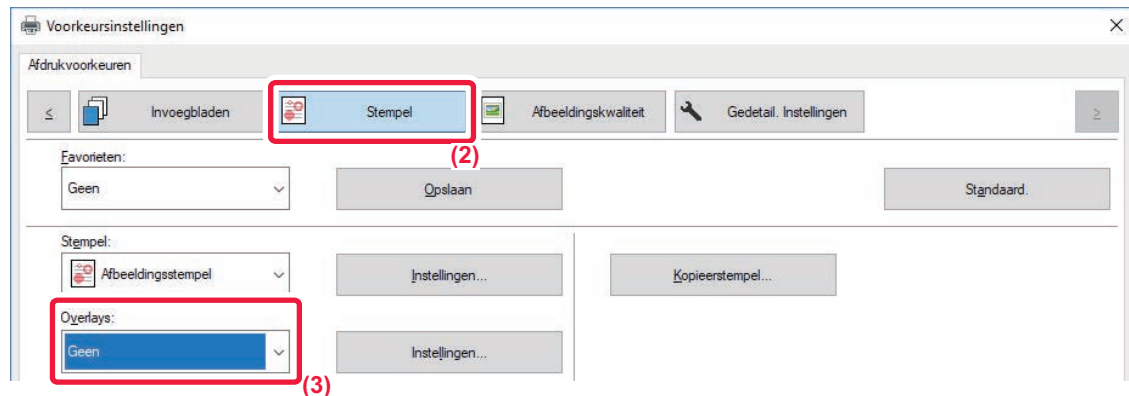 Voorkeursinstellingen
Afdrukvoorkeuren
< Invoegbladen Stempel Afbeeldingskwaliteit Gedetail. Instellingen >
(2)
Favorieten:
Geen Opslaan Standaard.
Stempel:
Afbeeldingsstempel Instellingen... Kopieerstempel...
Overlays:
Geen Instellingen...
(3)